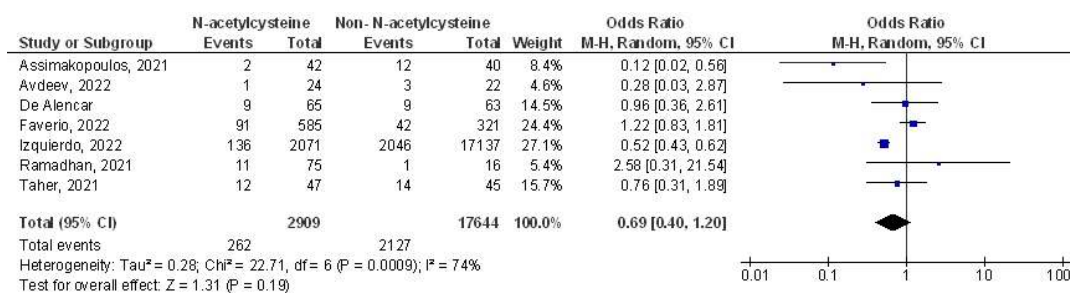 N-acetylcysteine Non- N-acetylcysteine Odds Ratio Odds Ratio
Study or Subgroup Events Total Events Total Weight M-H, Random, 95% CI M-H, Random, 95% CI
Assimakopoulos, 2021 2 42 12 40 8.4% 0.12 [0.02, 0.56]
Avdeev, 2022 1 24 3 22 4.6% 0.28 [0.03, 2.87]
De Alencar 9 65 9 63 14.5% 0.96 [0.36, 2.61]
Faverio, 2022 91 585 42 321 24.4% 1.22 [0.83, 1.81]
Izquierdo, 2022 136 2071 2046 17137 27.1% 0.52 [0.43, 0.62]
Ramadhan, 2021 11 75 1 16 5.4% 2.58 [0.31, 21.54]
Taher, 2021 12 47 14 45 15.7% 0.76 [0.31, 1.89]
Total (95% CI) 2909 17644 100.0% 0.69 [0.40, 1.20]
Total events 262 2127
Heterogeneity: Tau² = 0.28; Chi² = 22.71, df = 6 (P = 0.0009); I² = 74%
Test for overall effect: Z = 1.31 (P = 0.19)
0.01 0.1 1 10 100